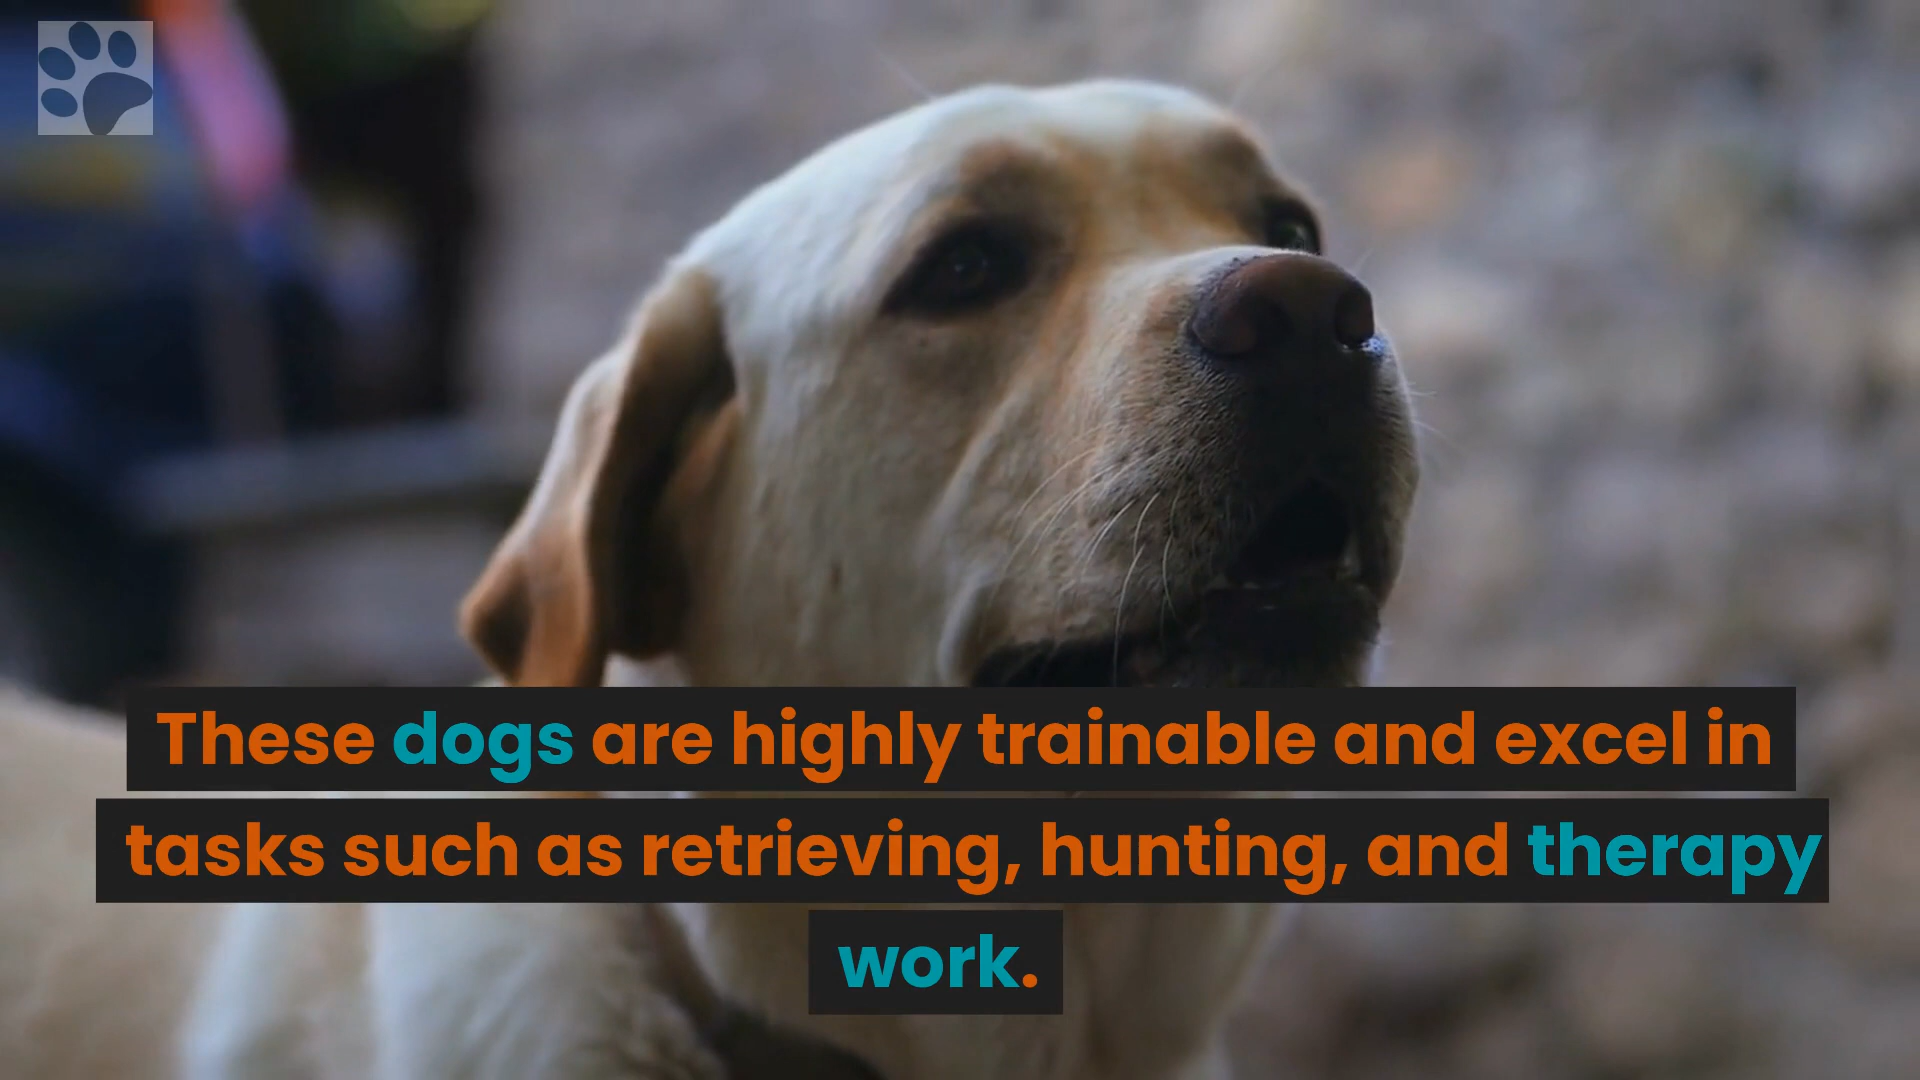 These dogs are highly trainable and excel in
tasks such as retrieving, hunting, and therapy
work.